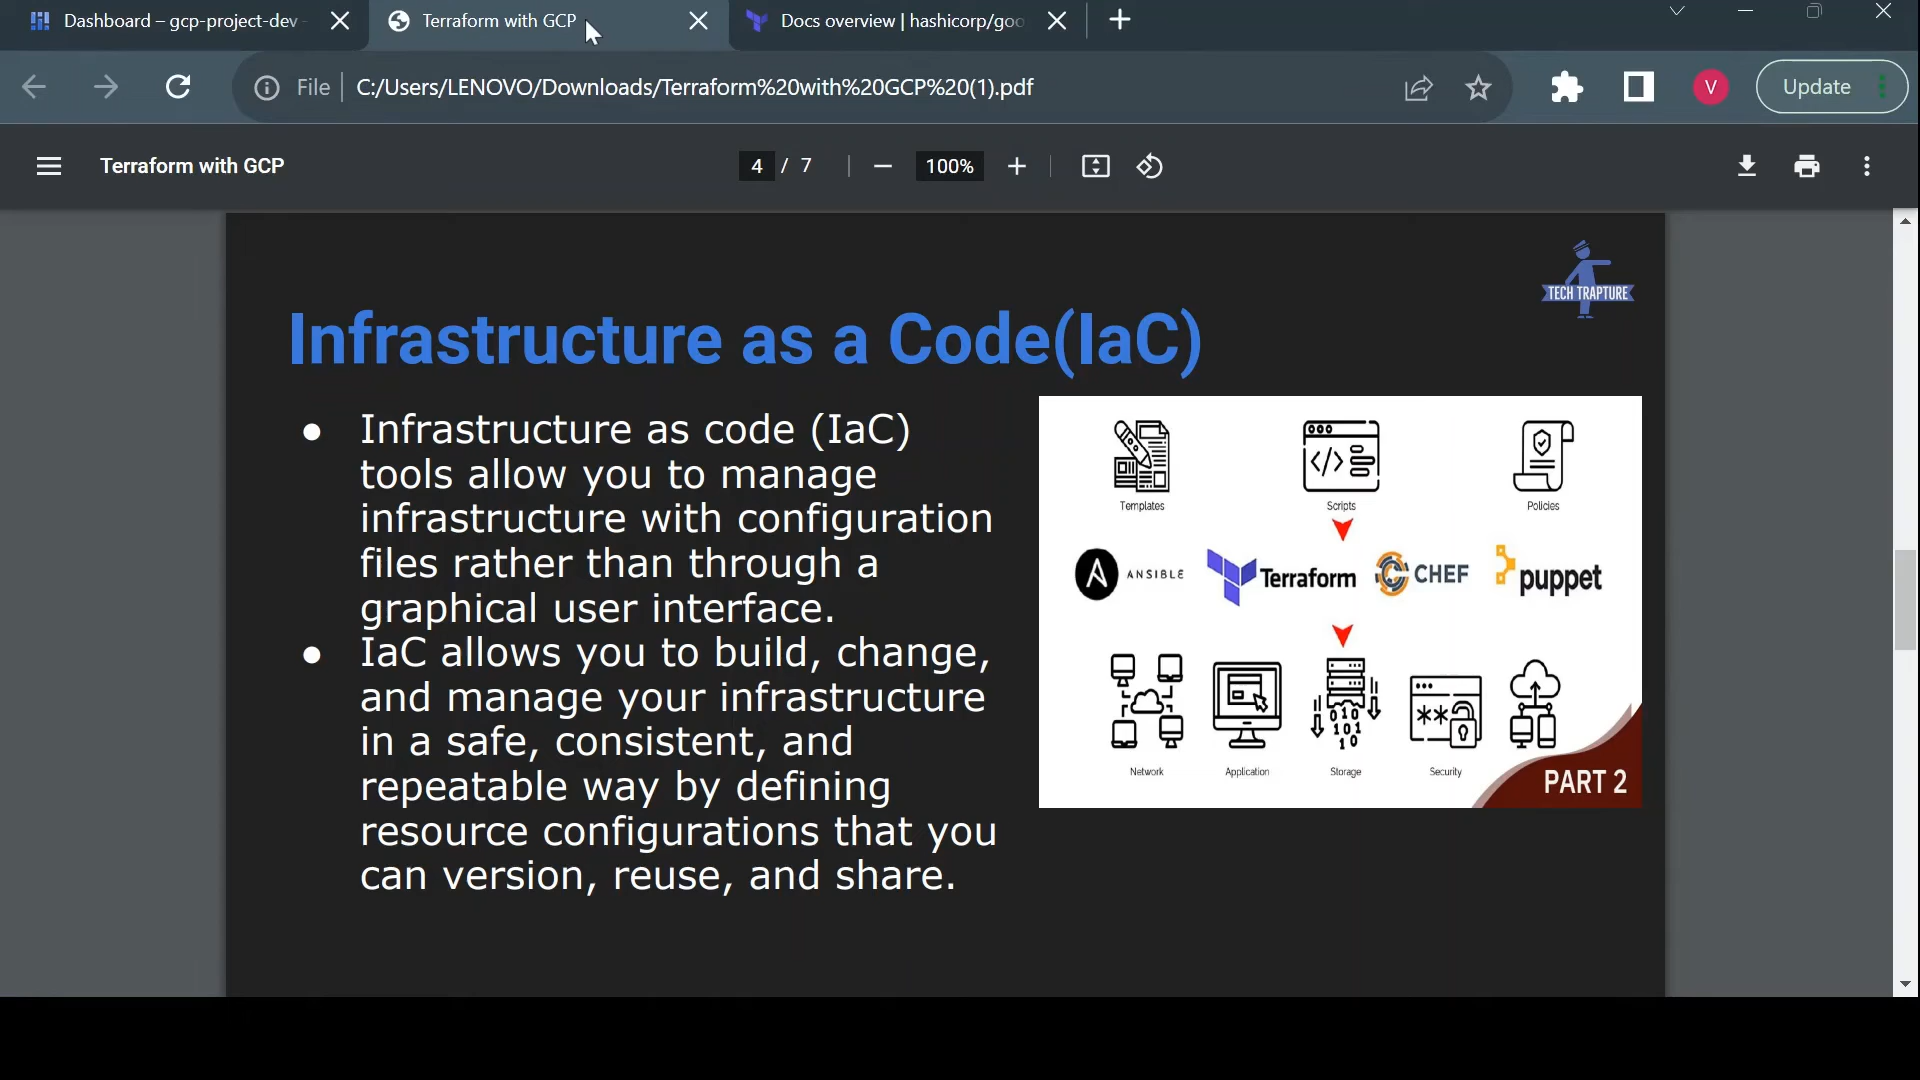 Dashboard – gcp-project-dev
Terraform with GCP
Docs overview | hashicorp/goo
File
C:/Users/LENOVO/Downloads/Terraform%20with%20GCP%20(1).pdf
V
Update
Terraform with GCP
4 / 7
100%
TECH TRAPTURE
Infrastructure as a Code(IaC)
● Infrastructure as code (IaC)
tools allow you to manage
infrastructure with configuration
files rather than through a
graphical user interface.
● IaC allows you to build, change,
and manage your infrastructure
in a safe, consistent, and
repeatable way by defining
resource configurations that you
can version, reuse, and share.
Templates
Scripts
Policies
ANSIBLE
Terraform
CHEF
puppet
Network
Application
Storage
Security
PART 2